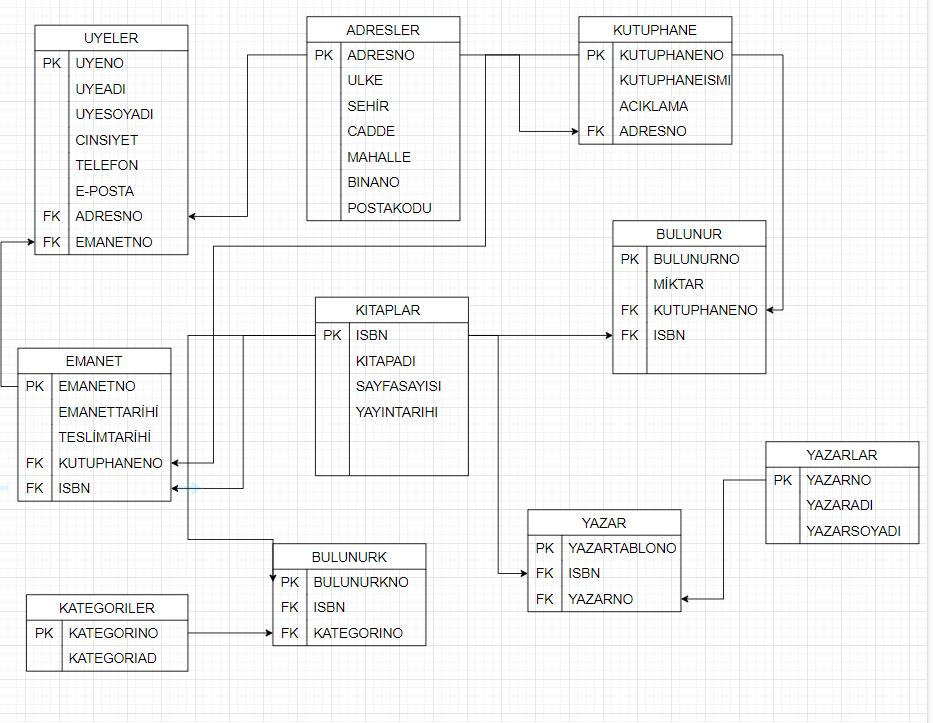 UYELER
PK UYENO
UYEADI
UYESOYADI
CINSIYET
TELEFON
E-POSTA
FK ADRESNO
FK EMANETNO
ADRESLER
PK ADRESNO
ULKE
SEHİR
CADDE
MAHALLE
BINANO
POSTAKODU
KUTUPHANE
PK KUTUPHANENO
KUTUPHANEISMI
ACIKLAMA
FK ADRESNO
BULUNUR
PK BULUNURNO
MİKTAR
FK KUTUPHANENO
FK ISBN
KITAPLAR
PK ISBN
KITAPADI
SAYFASAYISI
YAYINTARIHI
EMANET
PK EMANETNO
EMANETTARİHİ
TESLİMTARİHİ
FK KUTUPHANENO
FK ISBN
YAZARLAR
PK YAZARNO
YAZARADI
YAZARSOYADI
YAZAR
PK YAZARTABLONO
FK ISBN
FK YAZARNO
BULUNURK
PK BULUNURKNO
FK ISBN
FK KATEGORINO
KATEGORILER
PK KATEGORINO
KATEGORIAD